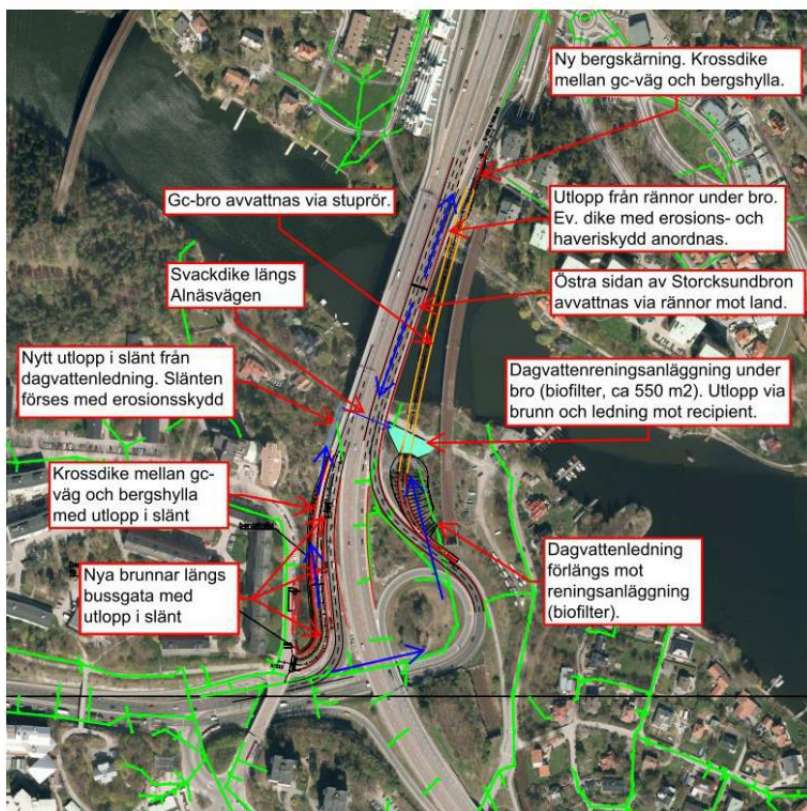 Ny bergskärning. Krossdike
mellan gc-väg och bergshylla.
Gc-bro avvattnas via stuprör.
Utlopp från rännor under bro.
Ev. dike med erosions- och
haveriskydd anordnas.
Svackdike längs
Alnäsvägen
Östra sidan av Storcksundbron
avvattnas via rännor mot land.
Nytt utlopp i slänt från
dagvattenledning. Slänten
förses med erosionsskydd
Dagvattenreningsanläggning under
bro (biofilter, ca 550 m2). Utlopp via
brunn och ledning mot recipient.
Krossdike mellan gc-
väg och bergshylla
med utlopp i slänt
Dagvattenledning
förlängs mot
reningsanläggning
(biofilter).
Nya brunnar längs
bussgata med
utlopp i slänt